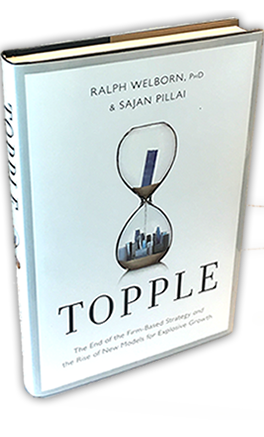 RALPH WELBORN, PHD
& SAJAN PILLAI
TOPPLE
The End of the Firm-Based Strategy and
the Rise of New Models for Explosive Growth
TOPPLE